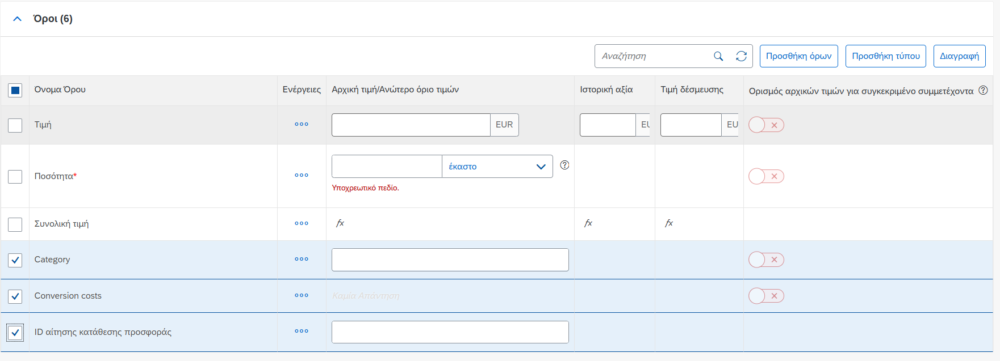 Όροι (6)
Αναζήτηση
Προσθήκη όρων
Προσθήκη τύπου
Διαγραφή
Όνομα Όρου
Ενέργειες
Αρχική τιμή/Ανώτερο όριο τιμών
Ιστορική αξία
Τιμή δέσμευσης
Ορισμός αρχικών τιμών για συγκεκριμένο συμμετέχοντα
Τιμή
EUR
EU
EU
Ποσότητα*
έκαστο
Υποχρεωτικό πεδίο.
Συνολική τιμή
fx
fx
fx
Category
Conversion costs
Καμία Απάντηση
ID αίτησης κατάθεσης προσφοράς